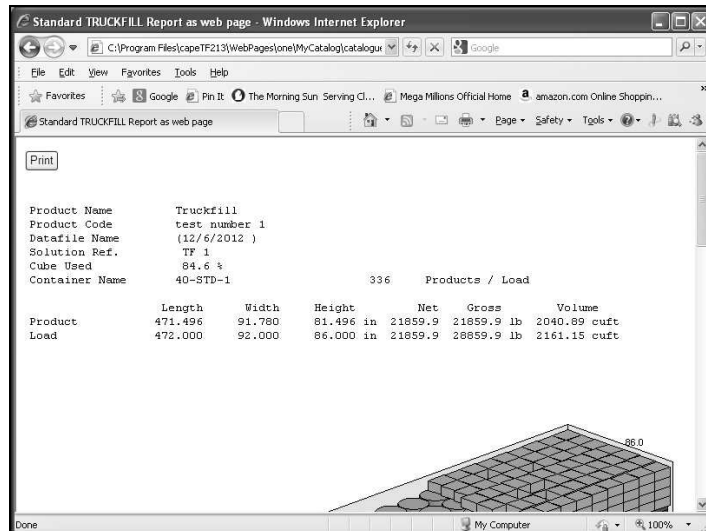 Standard TRUCKFILL Report as web page - Windows Internet Explorer
C:\Program Files\capeTF213\WebPages\one\MyCatalog\catalogue Google
File Edit View Favorites Tools Help
Favorites Google Pin It The Morning Sun Serving Cl... Mega Millions Official Home amazon.com Online Shoppin...
Standard TRUCKFILL Report as web page Page Safety Tools
Print
Product Name Truckfill
Product Code test number 1
Datafile Name (12/6/2012 )
Solution Ref. TF 1
Cube Used 84.6 %
Container Name 40-STD-1 336 Products / Load
Length Width Height Net Gross Volume
Product 471.496 91.780 81.496 in 21859.9 21859.9 lb 2040.89 cuft
Load 472.000 92.000 86.000 in 21859.9 28859.9 lb 2161.15 cuft
86.0
Done My Computer 100%